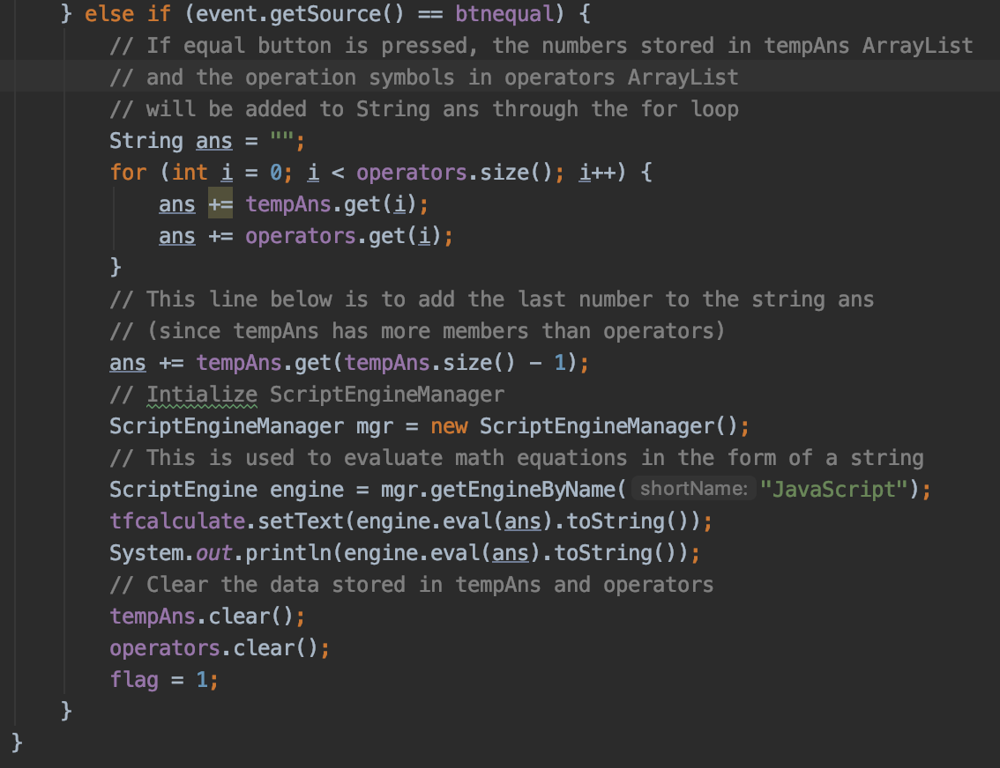 } else if (event.getSource() == btnequal) {
// If equal button is pressed, the numbers stored in tempAns ArrayList
// and the operation symbols in operators ArrayList
// will be added to String ans through the for loop
String ans = "";
for (int i = 0; i < operators.size(); i++) {
ans += tempAns.get(i);
ans += operators.get(i);
}
// This line below is to add the last number to the string ans
// (since tempAns has more members than operators)
ans += tempAns.get(tempAns.size() - 1);
// Intialize ScriptEngineManager
ScriptEngineManager mgr = new ScriptEngineManager();
// This is used to evaluate math equations in the form of a string
ScriptEngine engine = mgr.getEngineByName( shortName: "JavaScript");
tfcalculate.setText(engine.eval(ans).toString());
System.out.println(engine.eval(ans).toString());
// Clear the data stored in tempAns and operators
tempAns.clear();
operators.clear();
flag = 1;
}
}